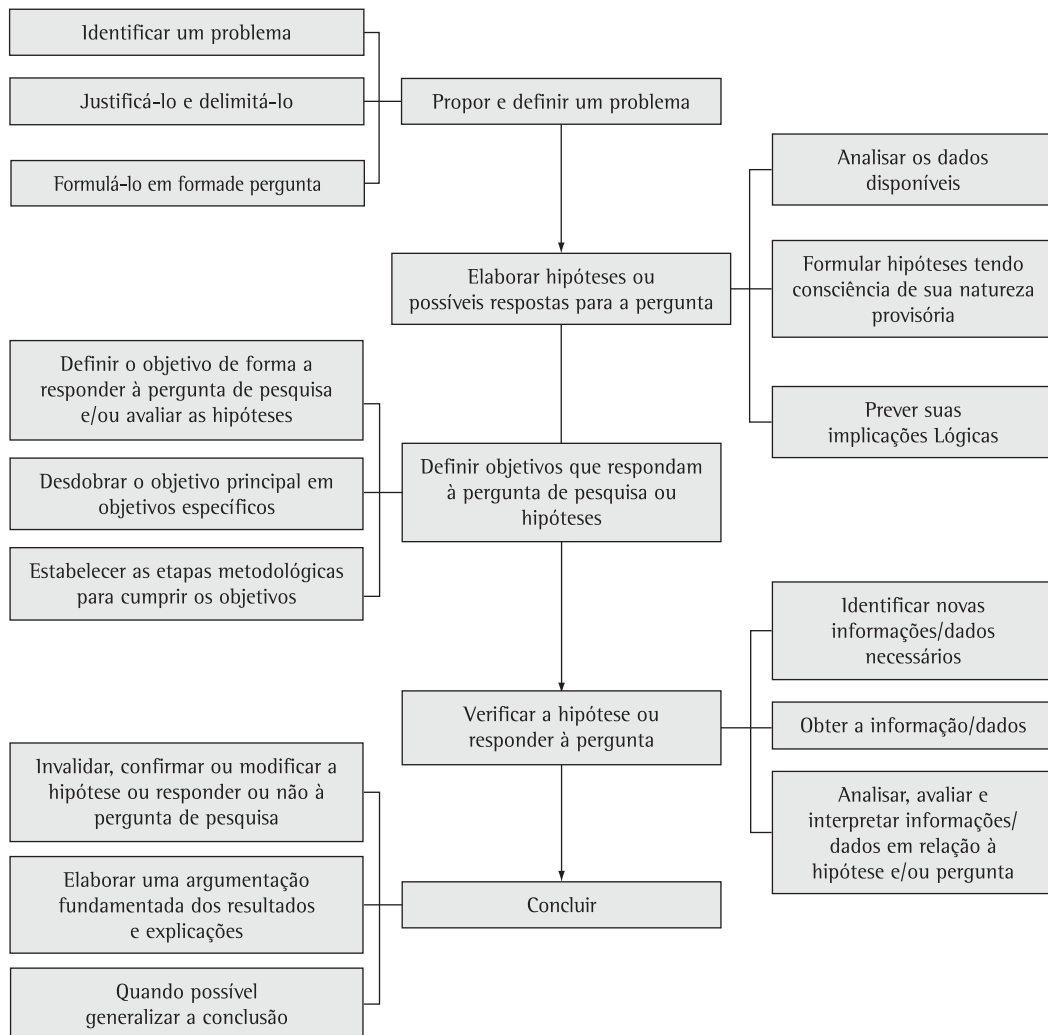 Identificar um problema
Justificá-lo e delimitá-lo
Formulá-lo em formade pergunta
Propor e definir um problema
Analisar os dados
disponíveis
Formular hipóteses tendo
consciência de sua natureza
provisória
Prever suas
implicações Lógicas
Elaborar hipóteses ou
possíveis respostas para a pergunta
Definir o objetivo de forma a
responder à pergunta de pesquisa
e/ou avaliar as hipóteses
Desdobrar o objetivo principal em
objetivos específicos
Estabelecer as etapas metodológicas
para cumprir os objetivos
Definir objetivos que respondam
à pergunta de pesquisa ou
hipóteses
Identificar novas
informações/dados
necessários
Obter a informação/dados
Analisar, avaliar e
interpretar informações/
dados em relação à
hipótese e/ou pergunta
Verificar a hipótese ou
responder à pergunta
Invalidar, confirmar ou modificar a
hipótese ou responder ou não à
pergunta de pesquisa
Elaborar uma argumentação
fundamentada dos resultados
e explicações
Quando possível
generalizar a conclusão
Concluir